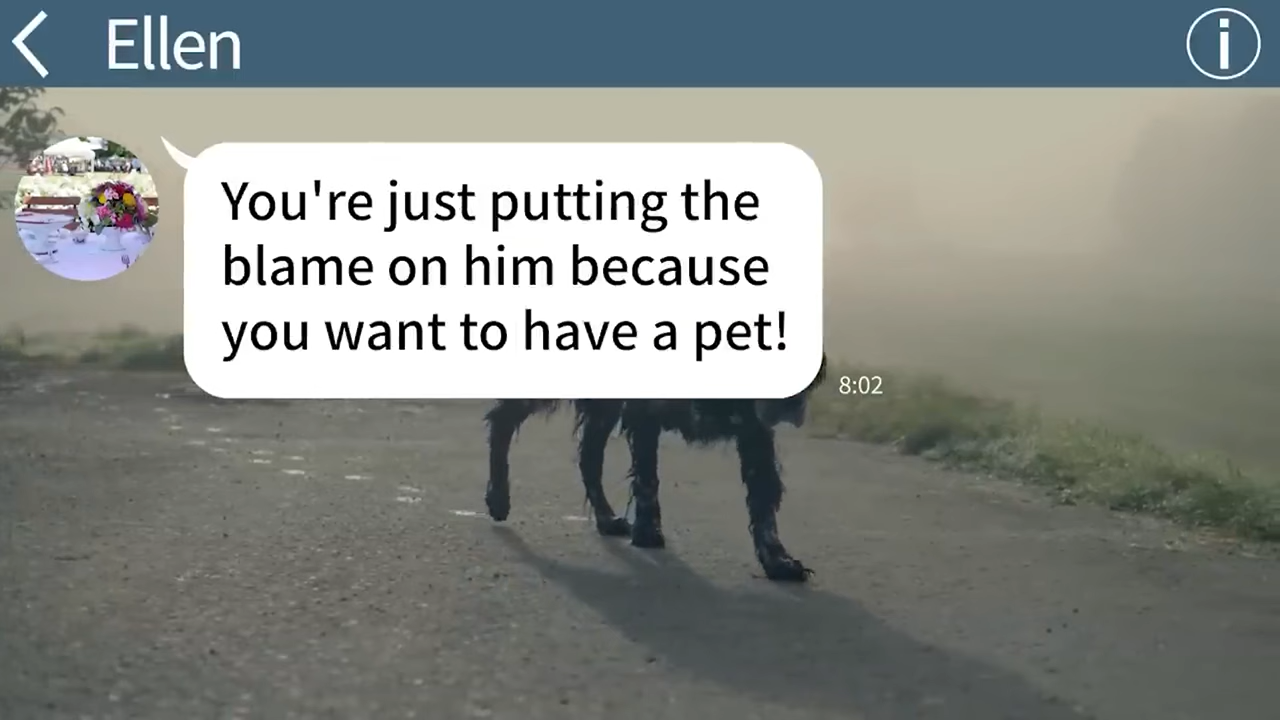 Ellen
You're just putting the
blame on him because
you want to have a pet!
8:02